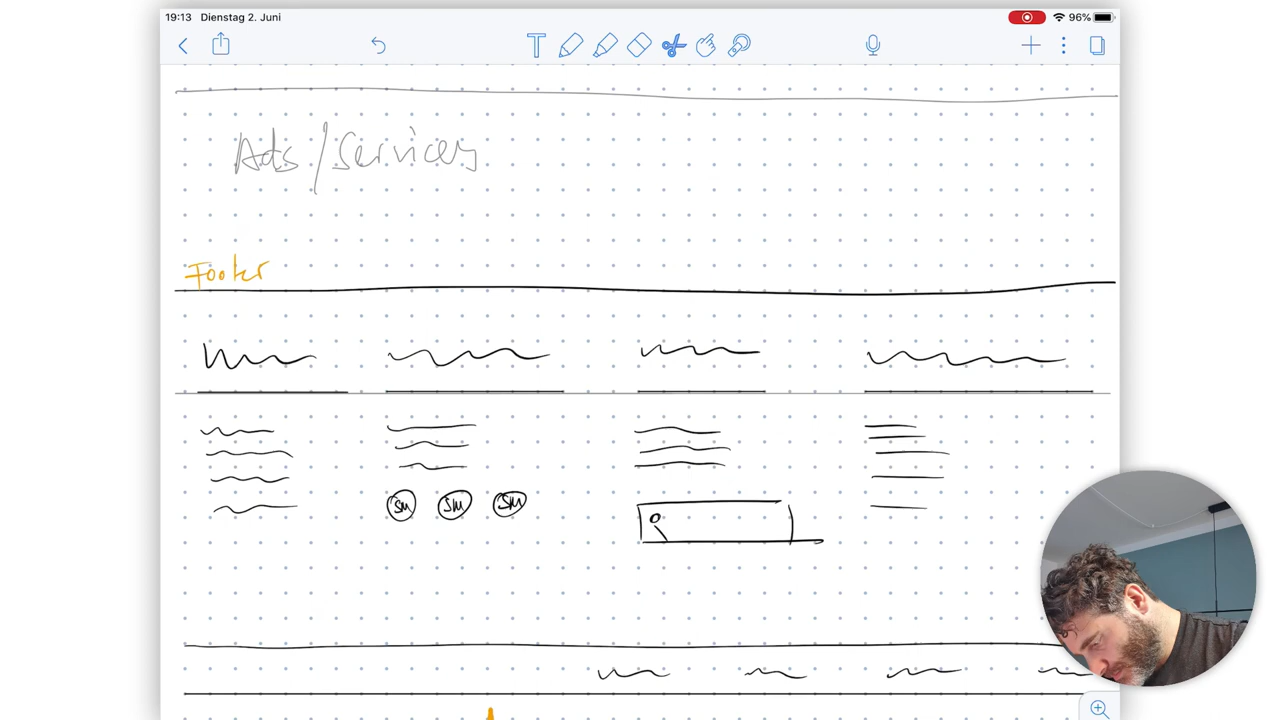 19:13 Dienstag 2. Juni 96%
T
Ads/Services
Footer
SM SM SM